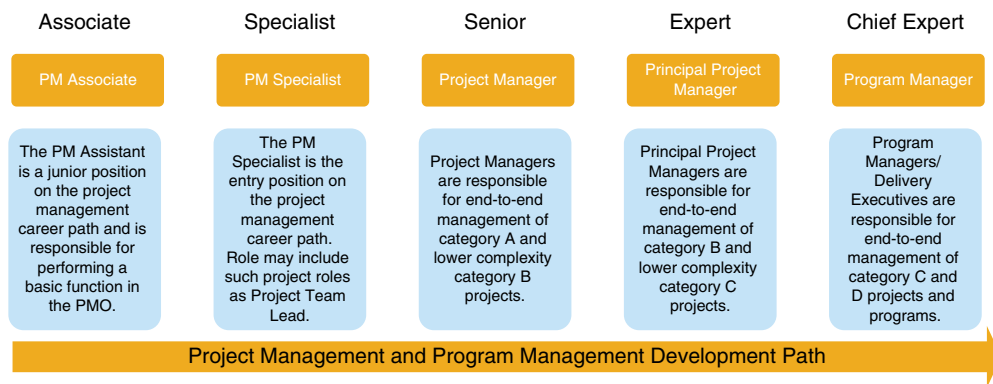 Associate
Specialist
Senior
Expert
Chief Expert
PM Associate
PM Specialist
Project Manager
Principal Project
Manager
Program Manager
The PM Assistant
is a junior position
on the project
management
career path and is
responsible for
performing a
basic function in
the PMO.
The PM
Specialist is the
entry position on
the project
management
career path.
Role may include
such project roles
as Project Team
Lead.
Project Managers
are responsible
for end-to-end
management of
category A and
lower complexity
category B
projects.
Principal Project
Managers are
responsible for
end-to-end
management of
category B and
lower complexity
category C
projects.
Program
Managers/
Delivery
Executives are
responsible for
end-to-end
management of
category C and
D projects and
programs.
Project Management and Program Management Development Path